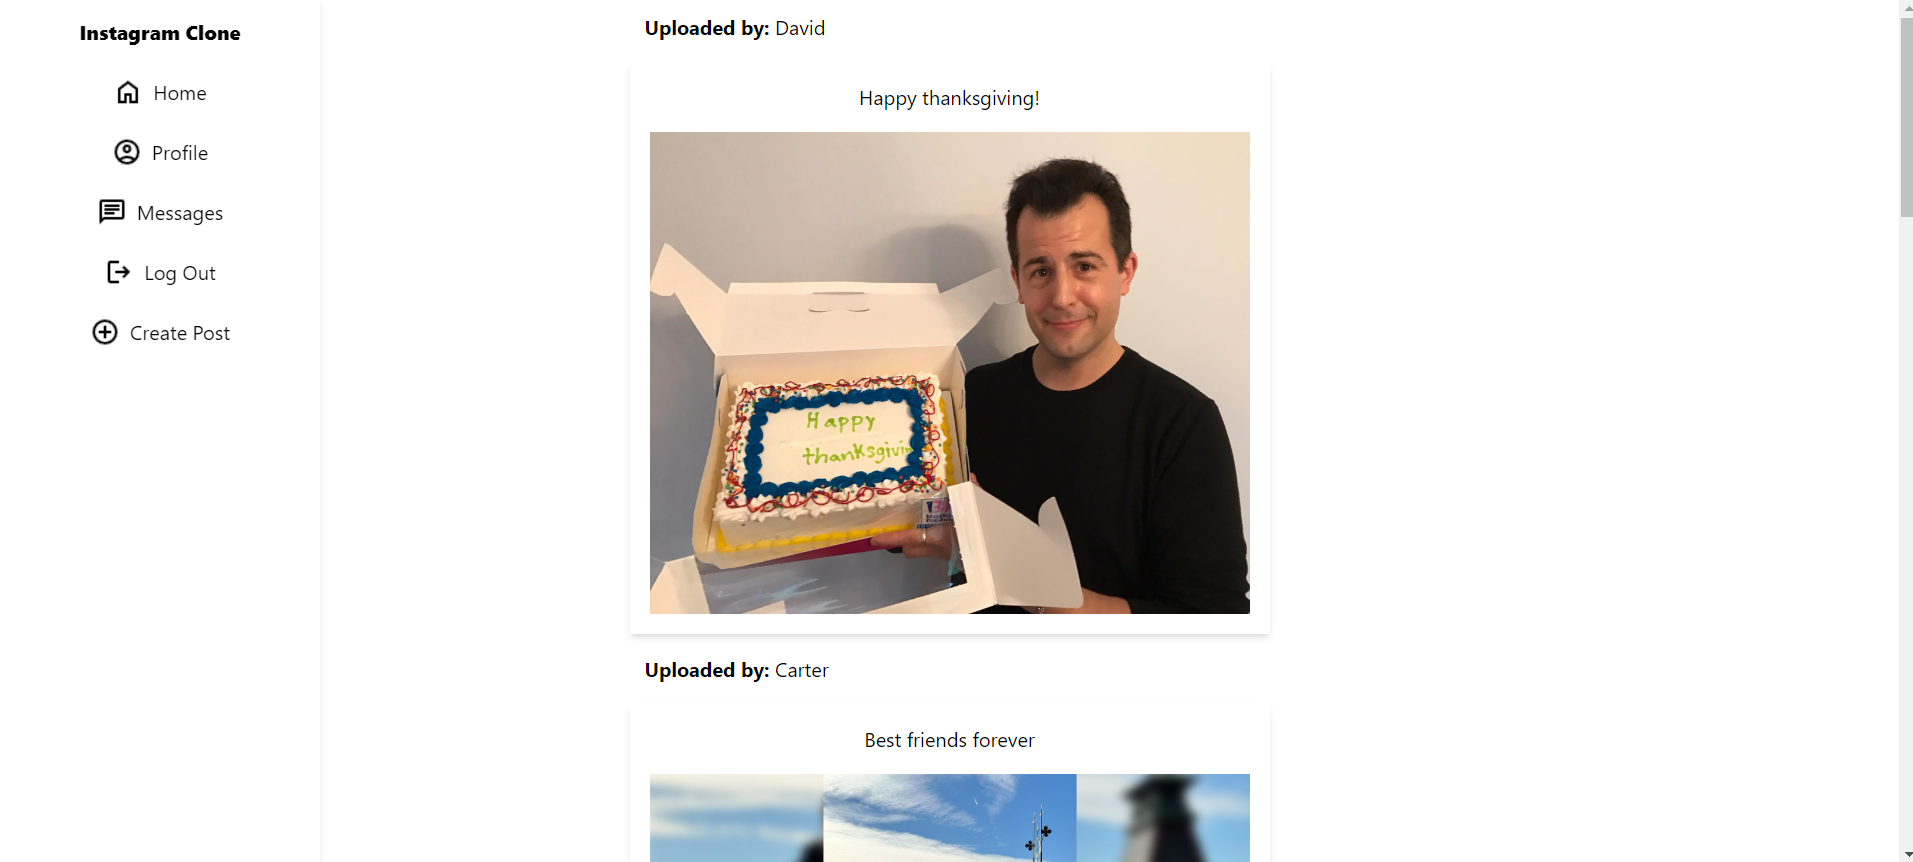 Instagram Clone
Home
Profile
Messages
Log Out
Create Post
Uploaded by: David
Happy thanksgiving!
Happy
thanksgivin
Uploaded by: Carter
Best friends forever